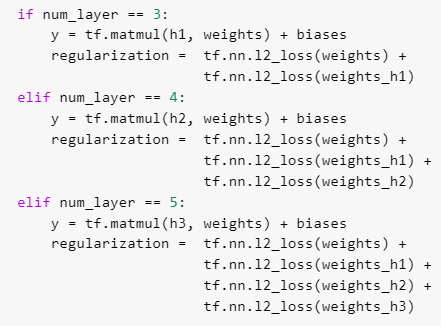 if num_layer == 3:
    y = tf.matmul(h1, weights) + biases
    regularization =  tf.nn.l2_loss(weights) +
                      tf.nn.l2_loss(weights_h1)
elif num_layer == 4:
    y = tf.matmul(h2, weights) + biases
    regularization =  tf.nn.l2_loss(weights) +
                      tf.nn.l2_loss(weights_h1) +
                      tf.nn.l2_loss(weights_h2)
elif num_layer == 5:
    y = tf.matmul(h3, weights) + biases
    regularization =  tf.nn.l2_loss(weights) +
                      tf.nn.l2_loss(weights_h1) +
                      tf.nn.l2_loss(weights_h2) +
                      tf.nn.l2_loss(weights_h3)